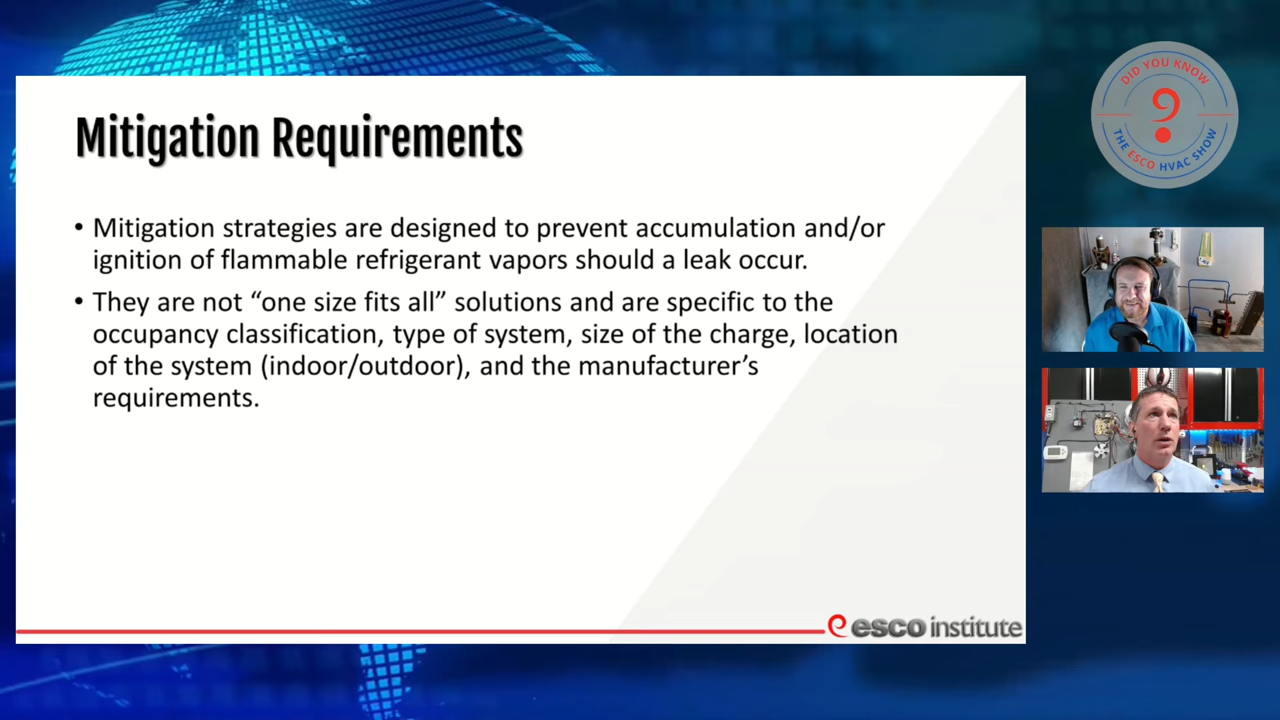 Mitigation Requirements
• Mitigation strategies are designed to prevent accumulation and/or
ignition of flammable refrigerant vapors should a leak occur.
• They are not “one size fits all” solutions and are specific to the
occupancy classification, type of system, size of the charge, location
of the system (indoor/outdoor), and the manufacturer’s
requirements.
esco institute
DID YOU KNOW
?
THE ESCO HVAC SHOW